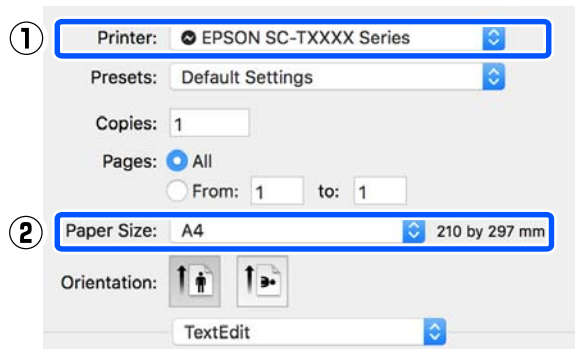 ① Printer: EPSON SC-TXXXX Series
Presets: Default Settings
Copies: 1
Pages: All
From: 1 to: 1
② Paper Size: A4 210 by 297 mm
Orientation:
TextEdit